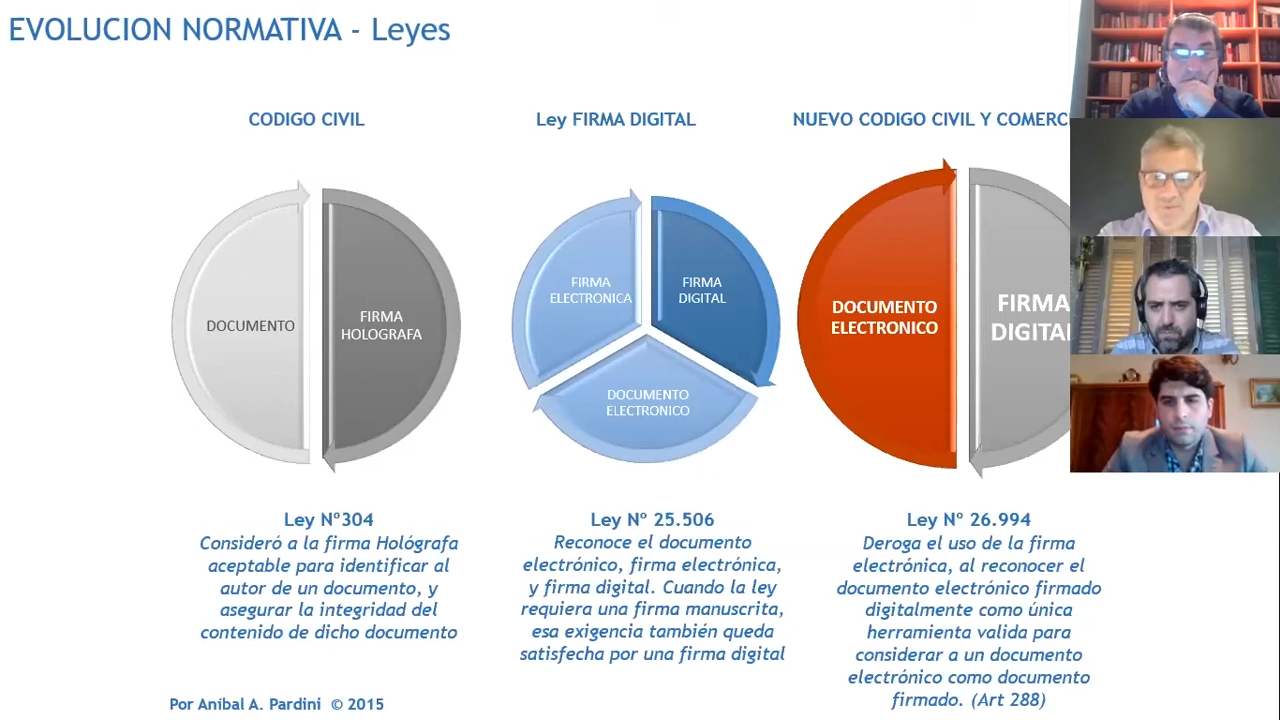 EVOLUCION NORMATIVA - Leyes
CODIGO CIVIL
Ley FIRMA DIGITAL
NUEVO CODIGO CIVIL Y COMERC
DOCUMENTO
FIRMA
HOLOGRAFA
FIRMA
ELECTRONICA
FIRMA
DIGITAL
DOCUMENTO
ELECTRONICO
DOCUMENTO
ELECTRONICO
FIRMA
DIGITAL
Ley Nº304
Consideró a la firma Hológrafa
aceptable para identificar al
autor de un documento, y
asegurar la integridad del
contenido de dicho documento
Ley Nº 25.506
Reconoce el documento
electrónico, firma electrónica,
y firma digital. Cuando la ley
requiera una firma manuscrita,
esa exigencia también queda
satisfecha por una firma digital
Ley Nº 26.994
Deroga el uso de la firma
electrónica, al reconocer el
documento electrónico firmado
digitalmente como única
herramienta valida para
considerar a un documento
electrónico como documento
firmado. (Art 288)
Por Aníbal A. Pardini © 2015